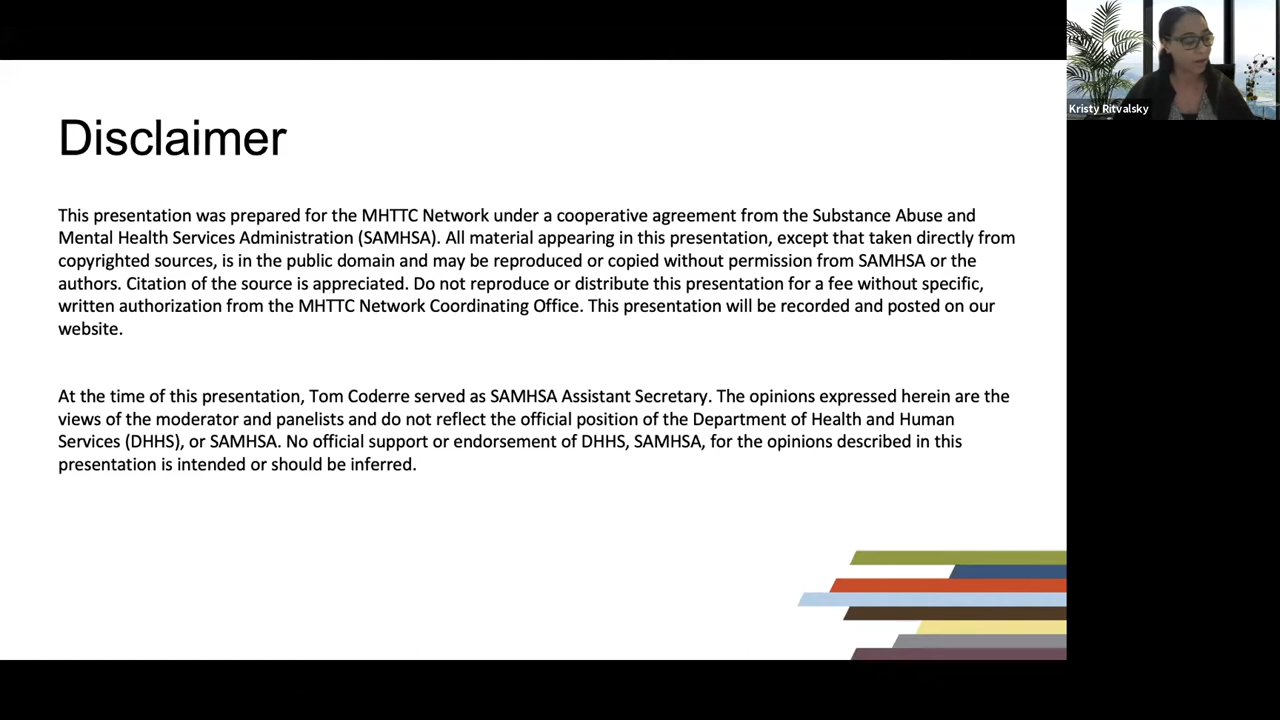 Disclaimer
This presentation was prepared for the MHTTC Network under a cooperative agreement from the Substance Abuse and
Mental Health Services Administration (SAMHSA). All material appearing in this presentation, except that taken directly from
copyrighted sources, is in the public domain and may be reproduced or copied without permission from SAMHSA or the
authors. Citation of the source is appreciated. Do not reproduce or distribute this presentation for a fee without specific,
written authorization from the MHTTC Network Coordinating Office. This presentation will be recorded and posted on our
website.
At the time of this presentation, Tom Coderre served as SAMHSA Assistant Secretary. The opinions expressed herein are the
views of the moderator and panelists and do not reflect the official position of the Department of Health and Human
Services (DHHS), or SAMHSA. No official support or endorsement of DHHS, SAMHSA, for the opinions described in this
presentation is intended or should be inferred.
Kristy Ritvalsky